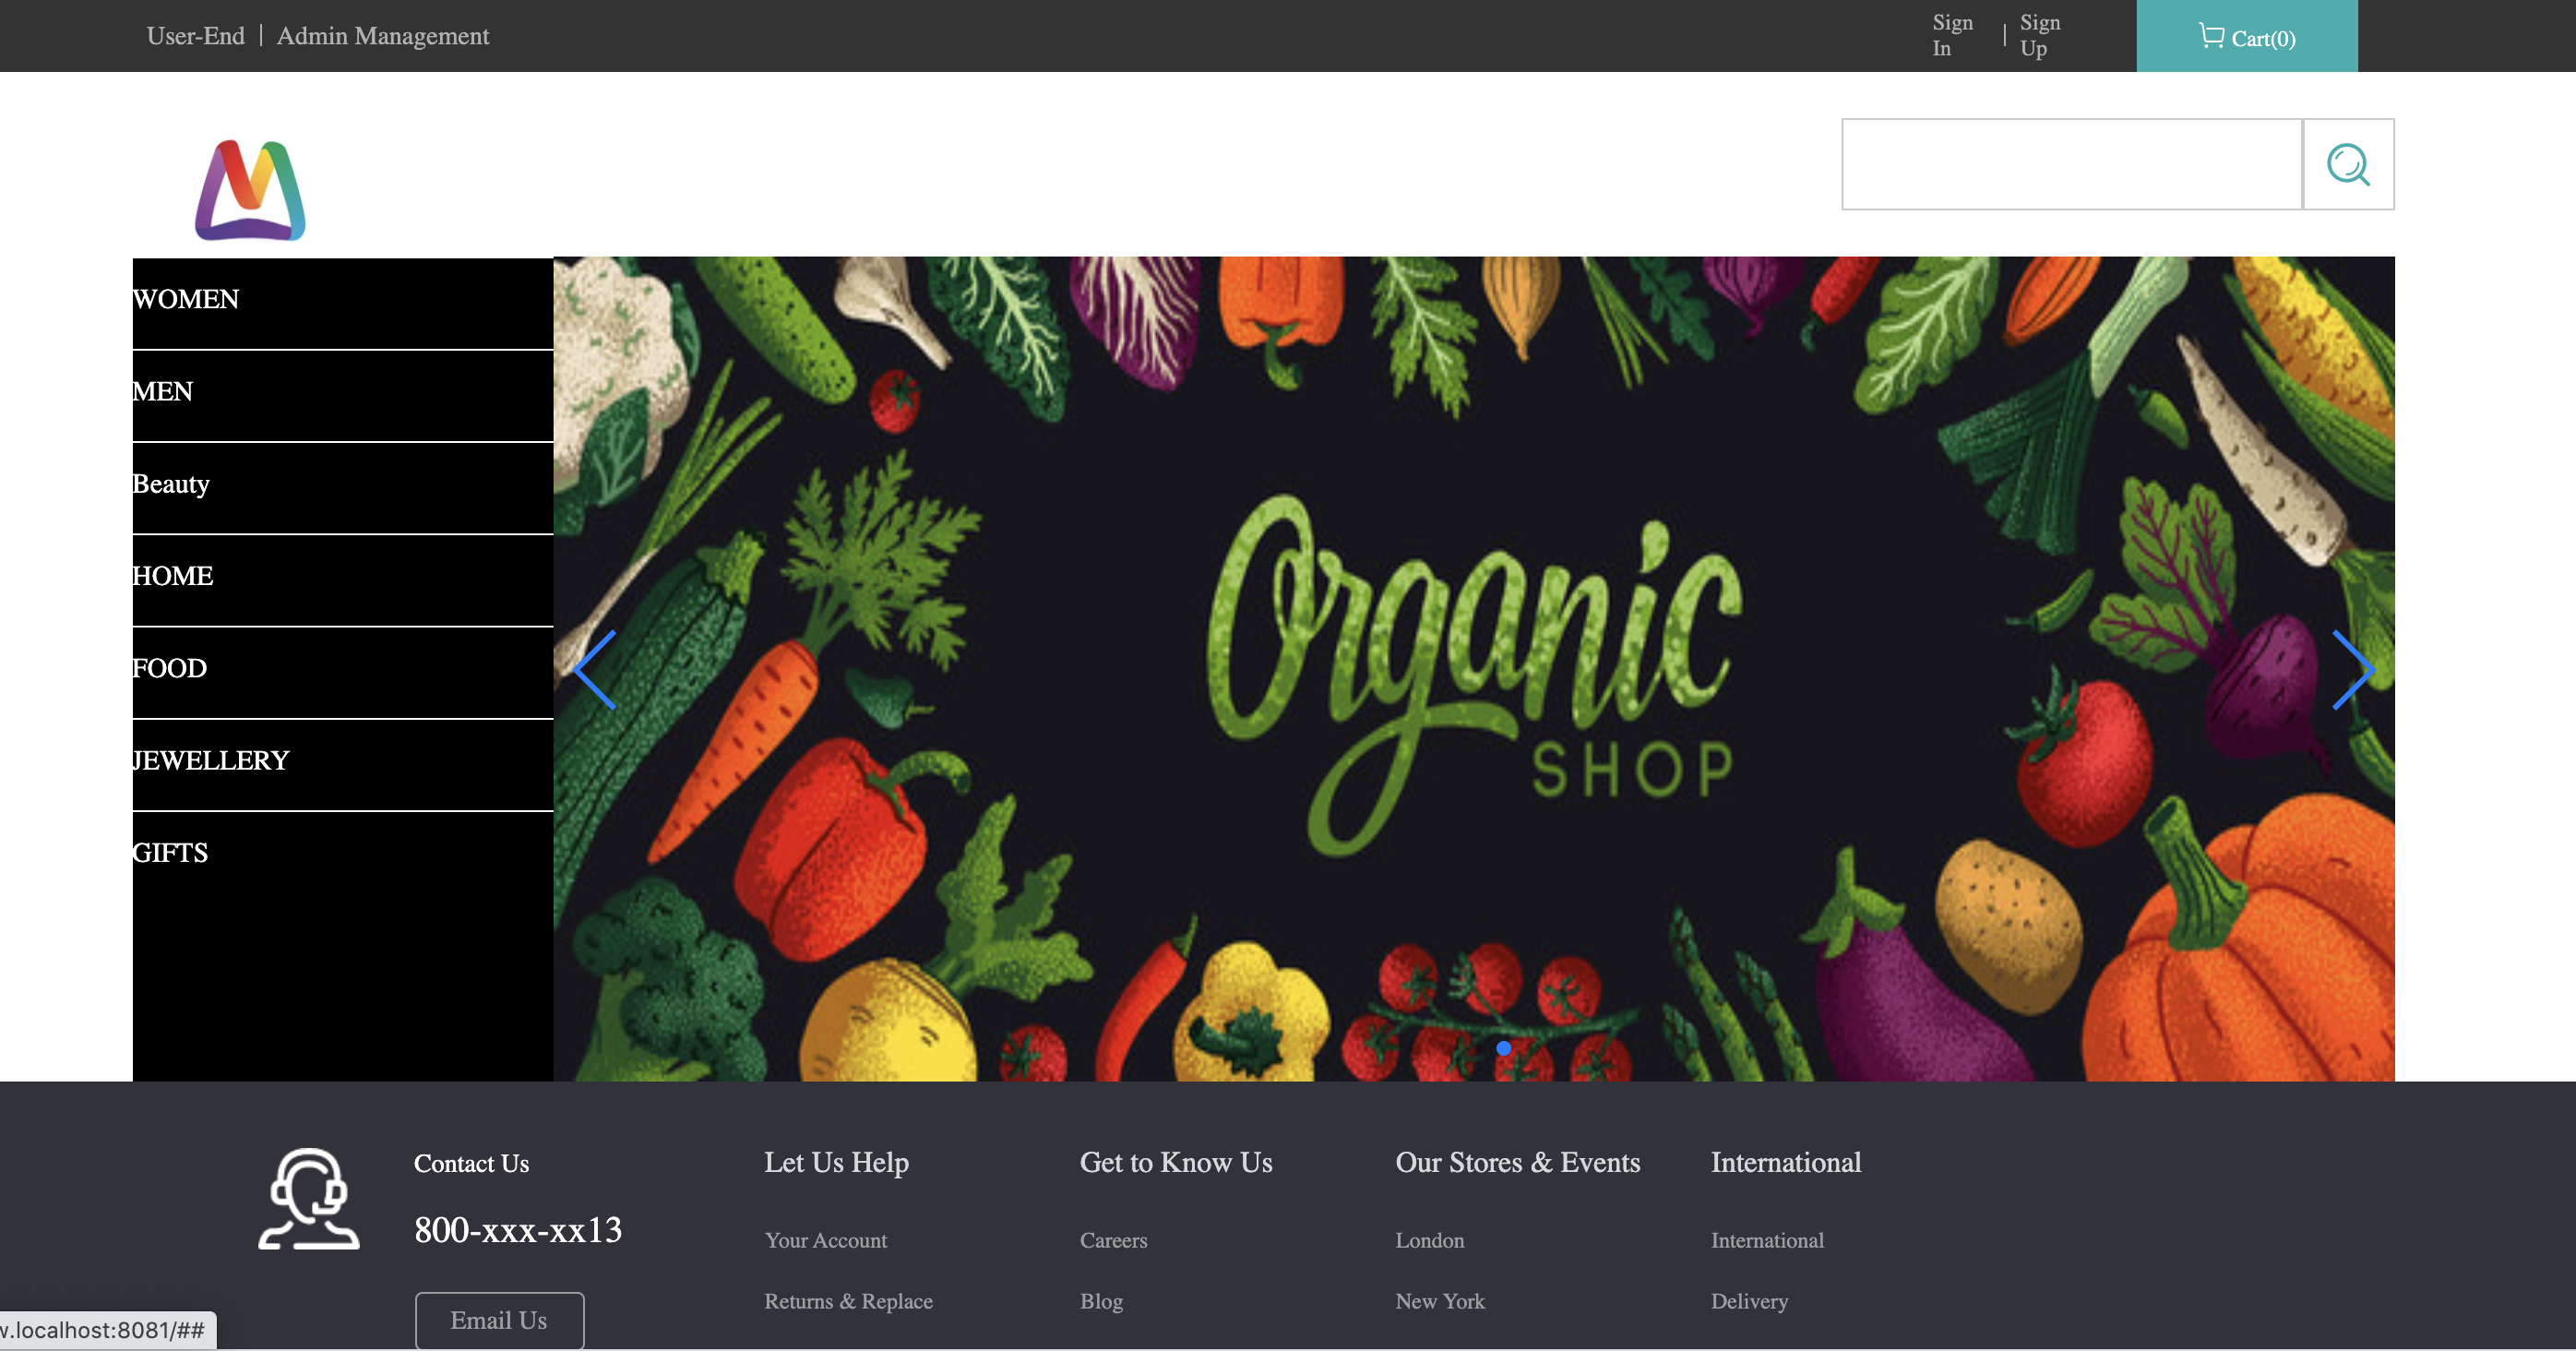 User-End | Admin Management
Sign In | Sign Up
Cart(0)
WOMEN
MEN
Beauty
HOME
FOOD
JEWELLERY
GIFTS
Organic
SHOP
Contact Us
800-xxx-xx13
Email Us
Let Us Help
Your Account
Returns & Replace
Get to Know Us
Careers
Blog
Our Stores & Events
London
New York
International
International
Delivery
.localhost:8081/##